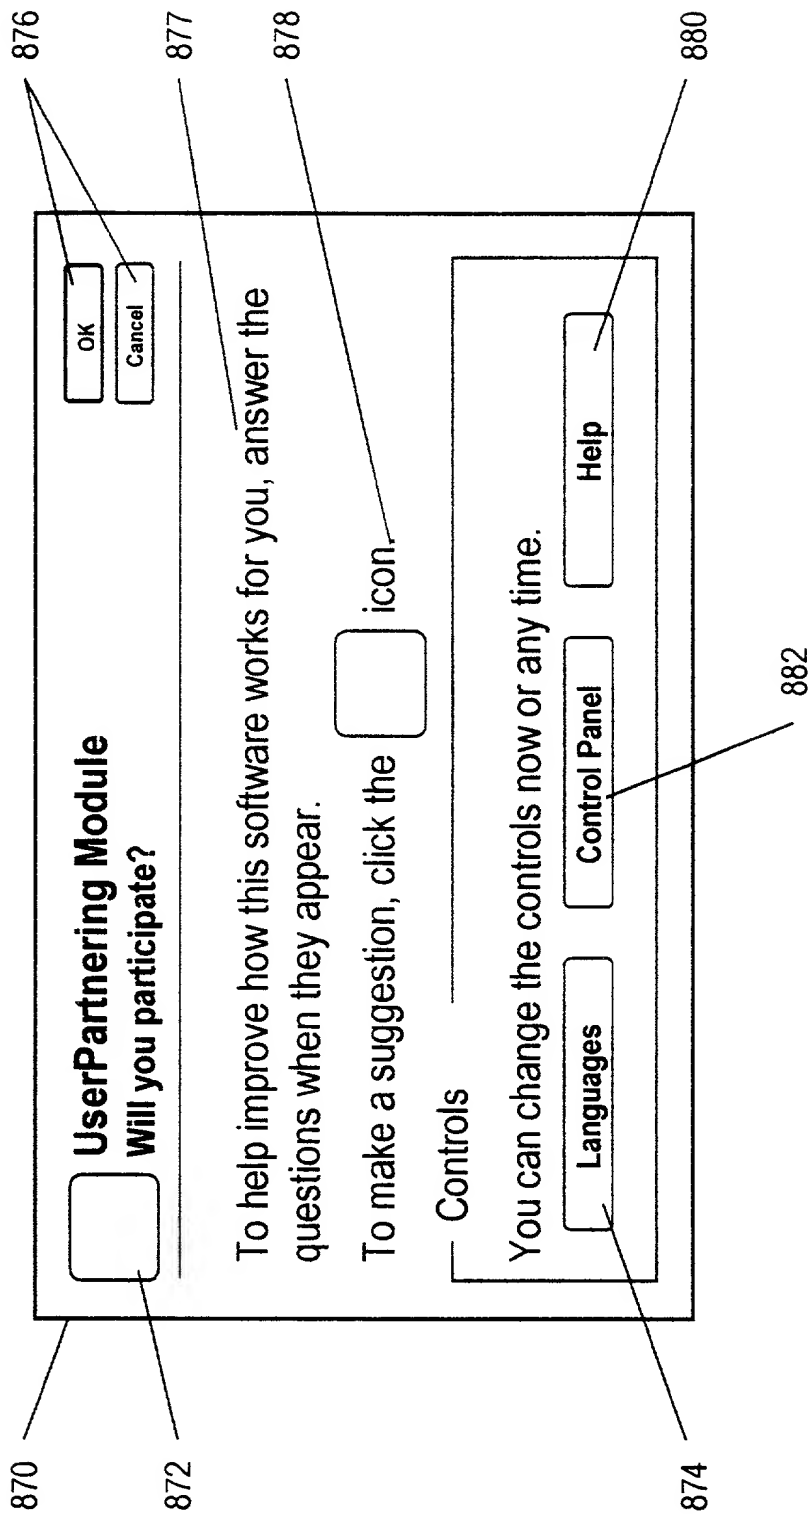 876
877
878
880
UserPartnering Module
Will you participate?
OK
Cancel
To help improve how this software works for you, answer the
questions when they appear.
To make a suggestion, click the icon.
Controls
You can change the controls now or any time.
Languages
Control Panel
Help
882
870
872
874